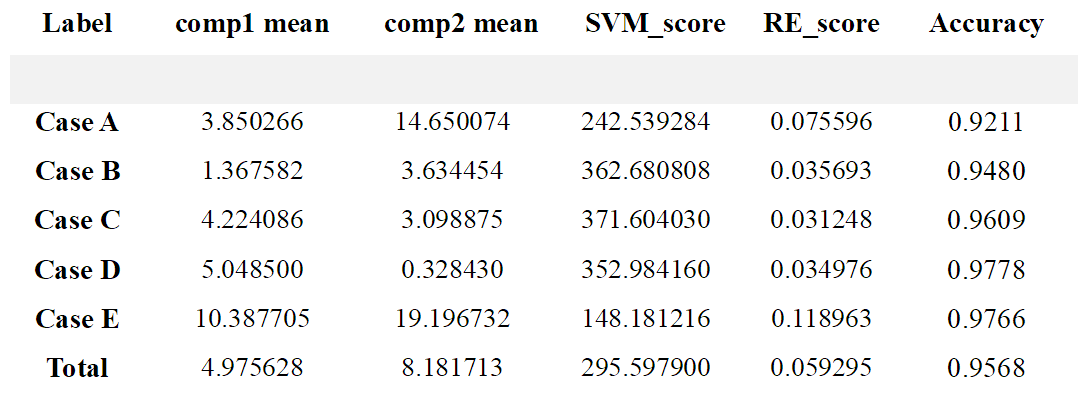 Label comp1 mean comp2 mean SVM_score RE_score Accuracy
Case A 3.850266 14.650074 242.539284 0.075596 0.9211
Case B 1.367582 3.634454 362.680808 0.035693 0.9480
Case C 4.224086 3.098875 371.604030 0.031248 0.9609
Case D 5.048500 0.328430 352.984160 0.034976 0.9778
Case E 10.387705 19.196732 148.181216 0.118963 0.9766
Total 4.975628 8.181713 295.597900 0.059295 0.9568